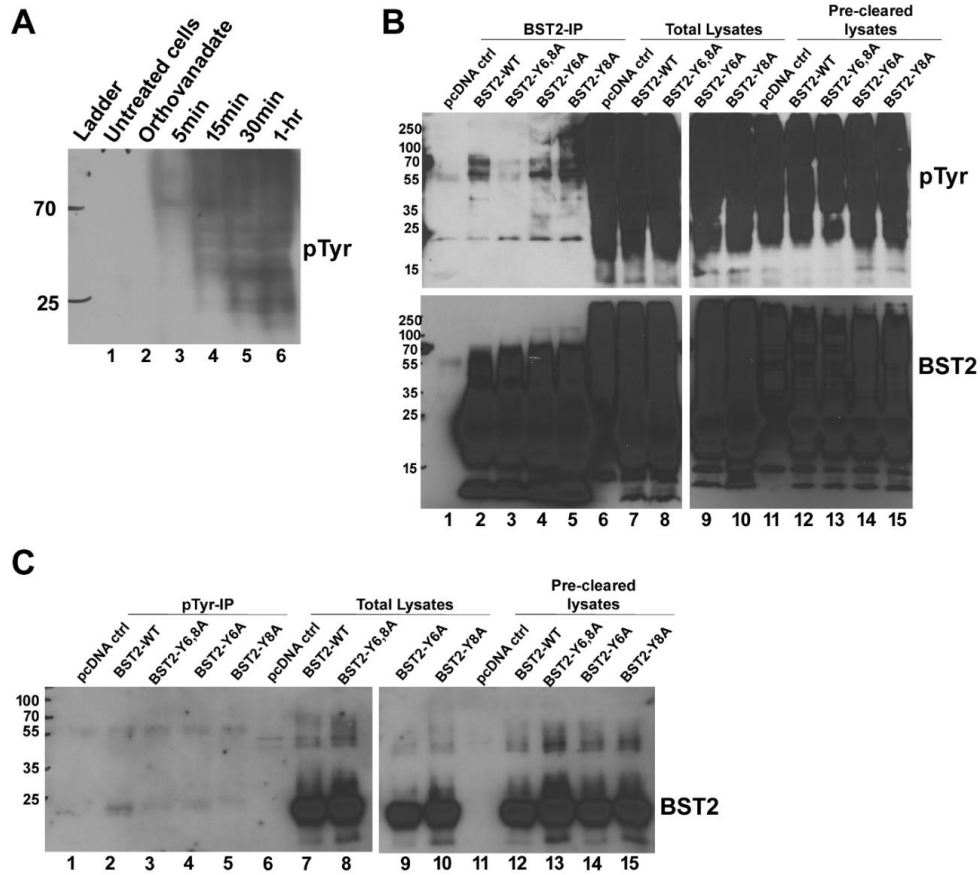 A
Ladder
Untreated cells
Orthovanadate
5min
15min
30min
1-hr
70
25
pTyr
1 2 3 4 5 6
B
BST2-IP
Total Lysates
Pre-cleared
lysates
pcDNA ctrl
BST2-WT
BST2-Y6,8A
BST2-Y6A
BST2-Y8A
pcDNA ctrl
BST2-WT
BST2-Y6,8A
BST2-Y6A
BST2-Y8A
pcDNA ctrl
BST2-WT
BST2-Y6,8A
BST2-Y6A
BST2-Y8A
250
100
70
55
35
25
15
pTyr
250
100
70
55
35
25
15
BST2
1 2 3 4 5 6 7 8 9 10 11 12 13 14 15
C
pTyr-IP
Total Lysates
Pre-cleared
lysates
pcDNA ctrl
BST2-WT
BST2-Y6,8A
BST2-Y6A
BST2-Y8A
pcDNA ctrl
BST2-WT
BST2-Y6,8A
BST2-Y6A
BST2-Y8A
pcDNA ctrl
BST2-WT
BST2-Y6,8A
BST2-Y6A
BST2-Y8A
100
70
55
35
25
BST2
1 2 3 4 5 6 7 8 9 10 11 12 13 14 15